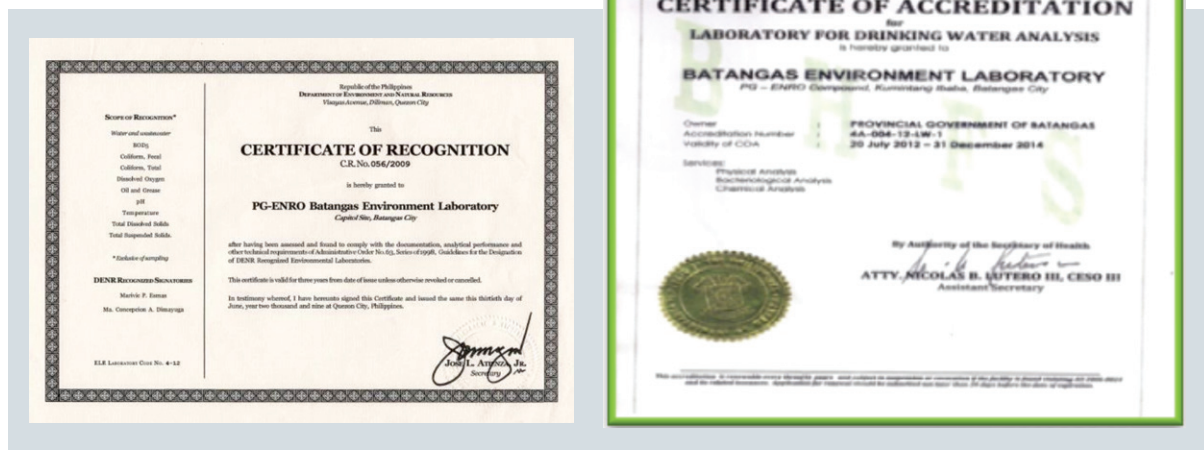 SCOPE OF RECOGNITION*
Water and wastewater
BOD5
Coliform, Fecal
Coliform, Total
Dissolved Oxygen
Oil and Grease
pH
Temperature
Total Dissolved Solids
Total Suspended Solids.
*Exclusive of sampling
DENR RECOGNIZED SIGNATORIES
Marivic P. Esmas
Ma. Concepcion A. Dimayuga
ELR LABORATORY CODE NO. 4-12
Republic of the Philippines
DEPARTMENT OF ENVIRONMENT AND NATURAL RESOURCES
Visayas Avenue, Diliman, Quezon City
This
CERTIFICATE OF RECOGNITION
C.R. No. 056/2009
is hereby granted to
PG-ENRO Batangas Environment Laboratory
Capitol Site, Batangas City
after having been assessed and found to comply with the documentation, analytical performance and
other technical requirements of Administrative Order No. 63, Series of 1998, Guidelines for the Designation
of DENR Recognized Environmental Laboratories.
This certificate is valid for three years from date of issue unless otherwise revoked or cancelled.
In testimony whereof, I have hereunto signed this Certificate and issued the same this thirtieth day of
June, year two thousand and nine at Quezon City, Philippines.
JOSE L. ATIENZA, JR.
Secretary
CERTIFICATE OF ACCREDITATION
for
LABORATORY FOR DRINKING WATER ANALYSIS
is hereby granted to
BATANGAS ENVIRONMENT LABORATORY
PG - ENRO Compound, Kumintang Ibaba, Batangas City
Owner : PROVINCIAL GOVERNMENT OF BATANGAS
Accreditation Number : 4A-004-12-LW-1
Validity of COA : 20 July 2012 – 31 December 2014
Services:
Physical Analysis
Bacteriological Analysis
Chemical Analysis
B H F S
By Authority of the Secretary of Health
ATTY. NICOLAS B. LUTERO III, CESO III
Assistant Secretary